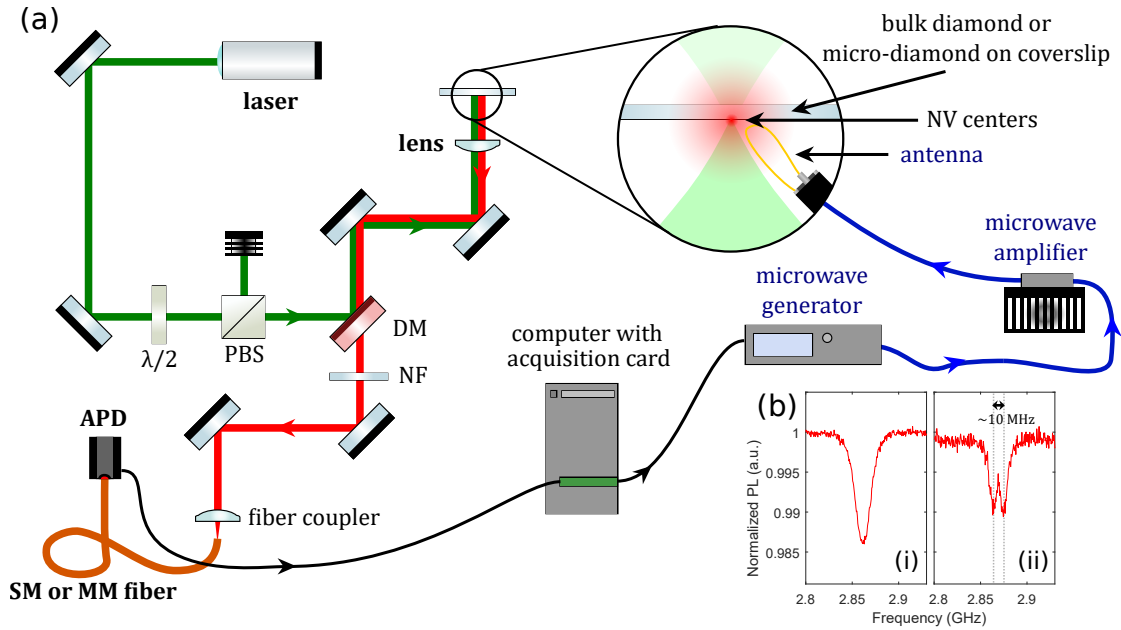 (a)
laser
lens
bulk diamond or
micro-diamond on coverslip
NV centers
antenna
microwave
amplifier
microwave
generator
computer with
acquisition card
λ/2
PBS
DM
NF
APD
fiber coupler
SM or MM fiber
(b)
~10 MHz
Normalized PL (a.u.)
1
0.995
0.99
0.985
(i)
(ii)
2.8
2.85
2.9
2.8
2.85
2.9
Frequency (GHz)